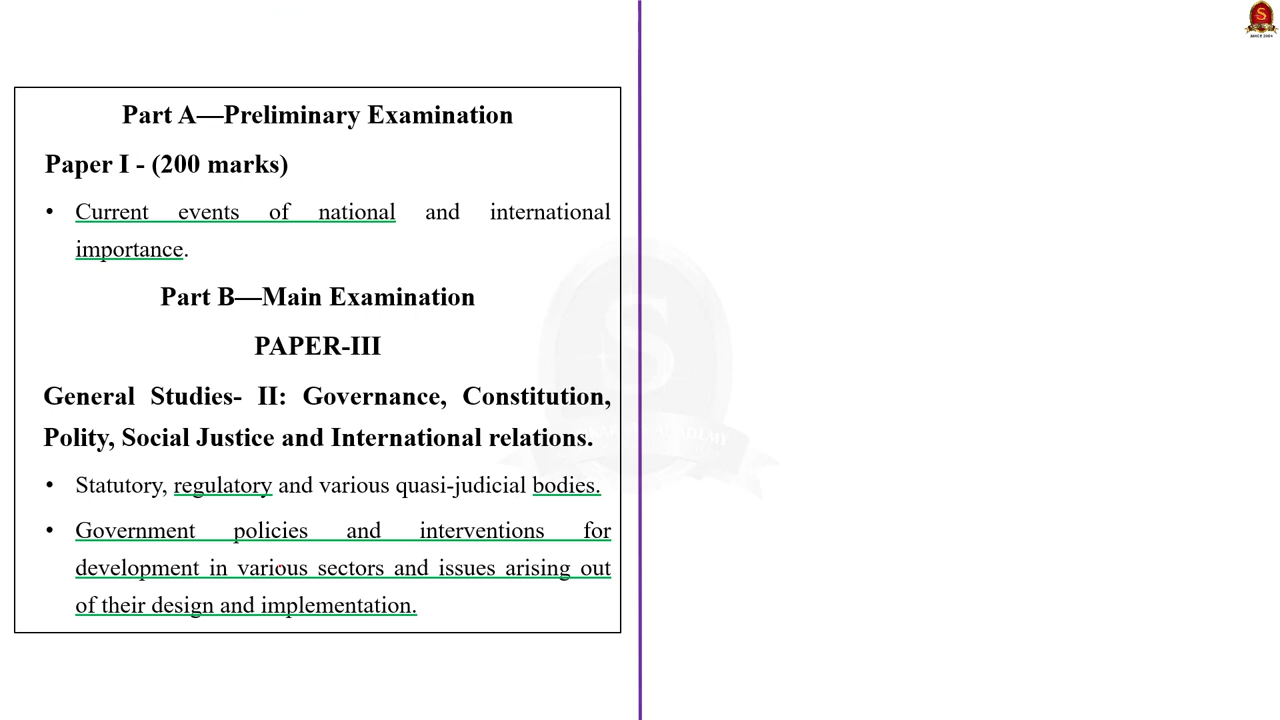 Part A—Preliminary Examination
Paper I - (200 marks)
• Current events of national and international
importance.
Part B—Main Examination
PAPER-III
General Studies- II: Governance, Constitution,
Polity, Social Justice and International relations.
• Statutory, regulatory and various quasi-judicial bodies.
• Government policies and interventions for
development in various sectors and issues arising out
of their design and implementation.
S
SINCE 2004